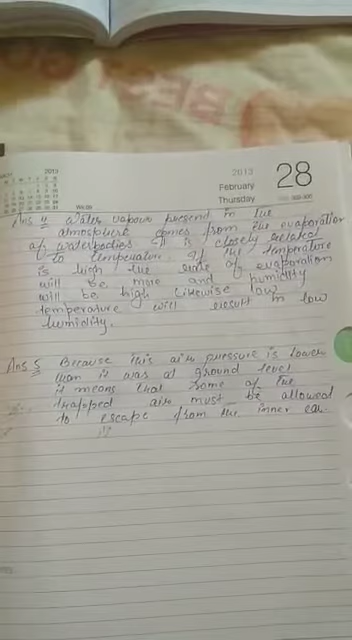 2013
2013
February
Thursday
28
Wk 09
Ans 4 Water vapour present in the
atmosphere comes from the evaporation
of waterbodies. It is closely related
to temperature. If the temperature
is high the rate of evaporation
will be more and humidity
will be high likewise low
temperature will result in low
humidity.
Ans 5 Because this air pressure is lower
than it was at ground level
it means that some of the
trapped air must be allowed
to escape from the inner ear.